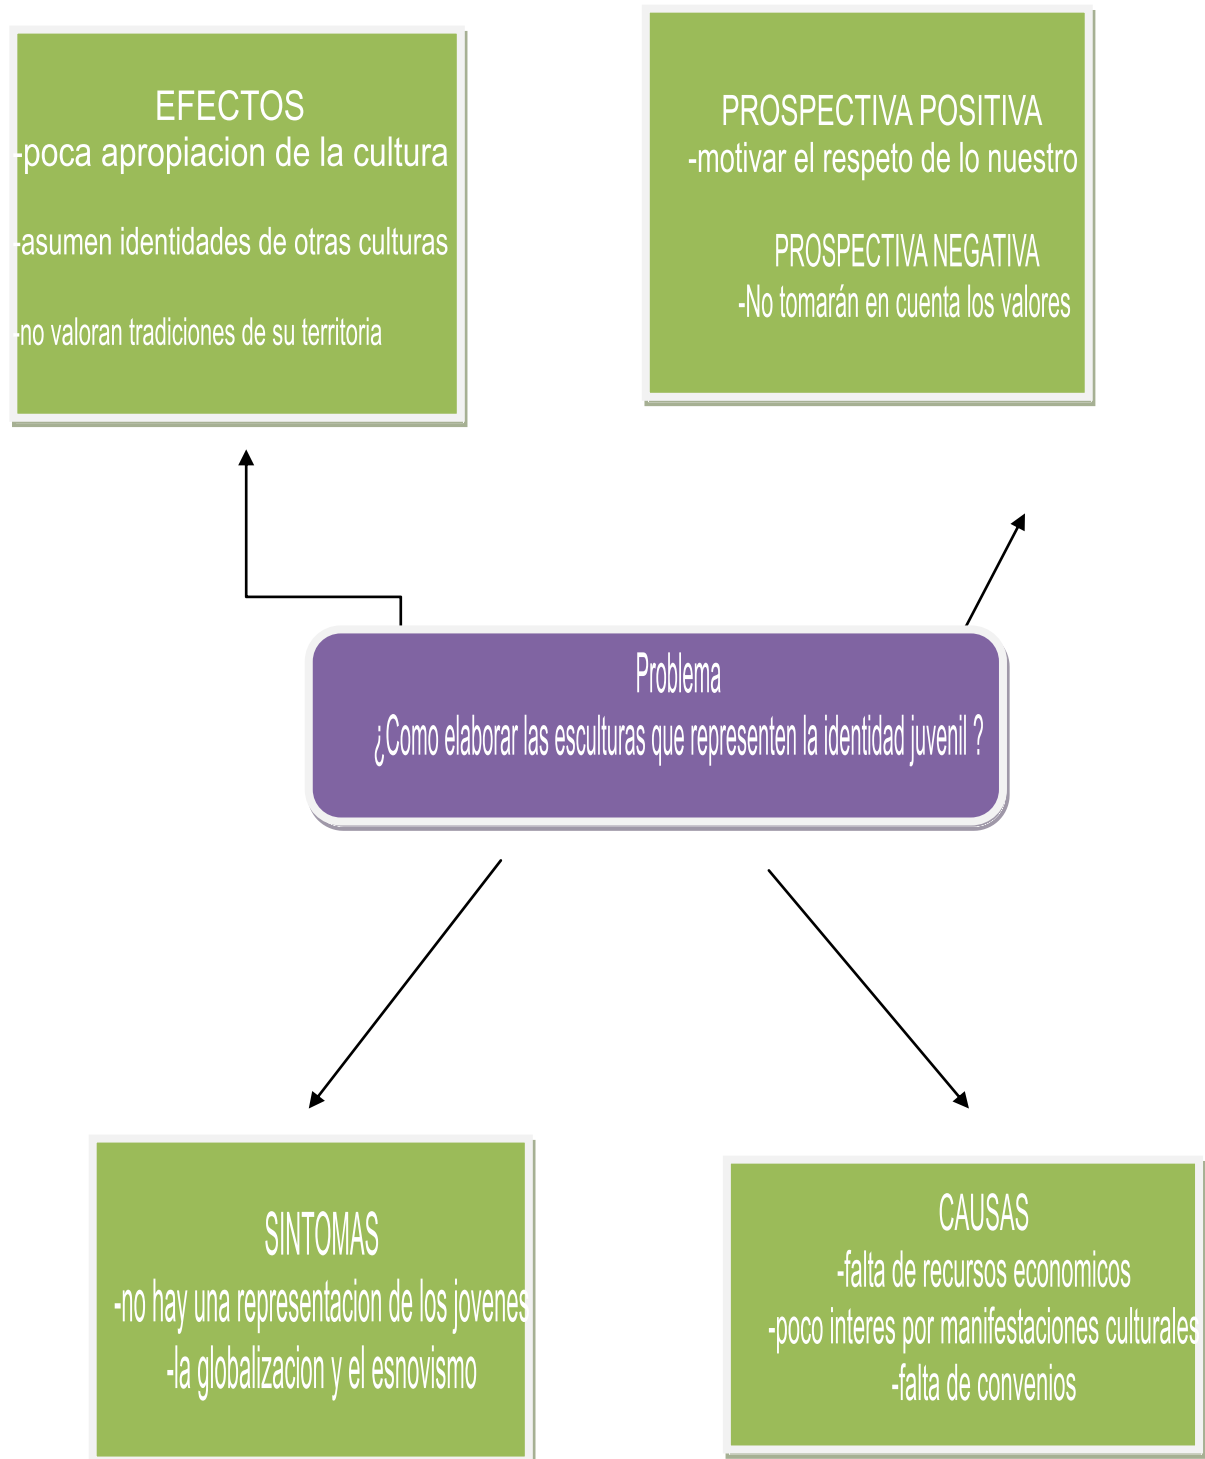 EFECTOS
-poca apropiacion de la cultura
-asumen identidades de otras culturas
-no valoran tradiciones de su territoria
PROSPECTIVA POSITIVA
-motivar el respeto de lo nuestro
PROSPECTIVA NEGATIVA
-No tomarán en cuenta los valores
Problema
¿Como elaborar las esculturas que representen la identidad juvenil ?
SINTOMAS
-no hay una representacion de los jovenes
-la globalizacion y el esnovismo
CAUSAS
-falta de recursos economicos
-poco interes por manifestaciones culturales
-falta de convenios